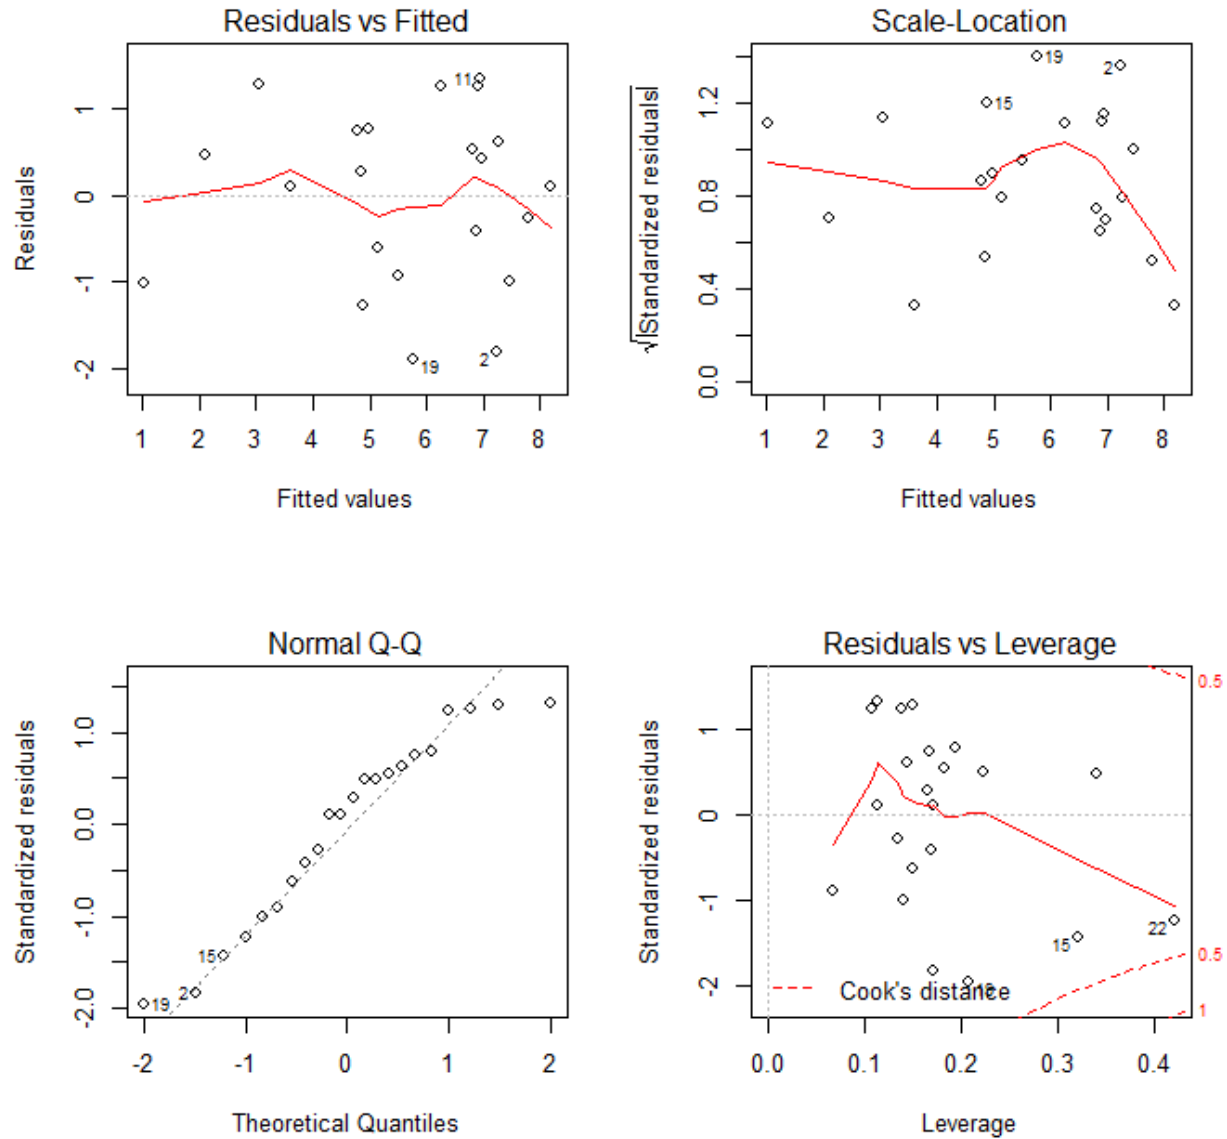 Residuals vs Fitted
Residuals
1
0
-1
-2
11
19
2
1 2 3 4 5 6 7 8
Fitted values
Scale-Location
√|Standardized residuals|
1.2
0.8
0.4
0.0
19
2
15
1 2 3 4 5 6 7 8
Fitted values
Normal Q-Q
Standardized residuals
1.0
0.0
-1.0
-2.0
15
2
19
-2 -1 0 1 2
Theoretical Quantiles
Residuals vs Leverage
Standardized residuals
1
0
-1
-2
0.5
22
15
0.5
19
Cook's distance
1
0.0 0.1 0.2 0.3 0.4
Leverage